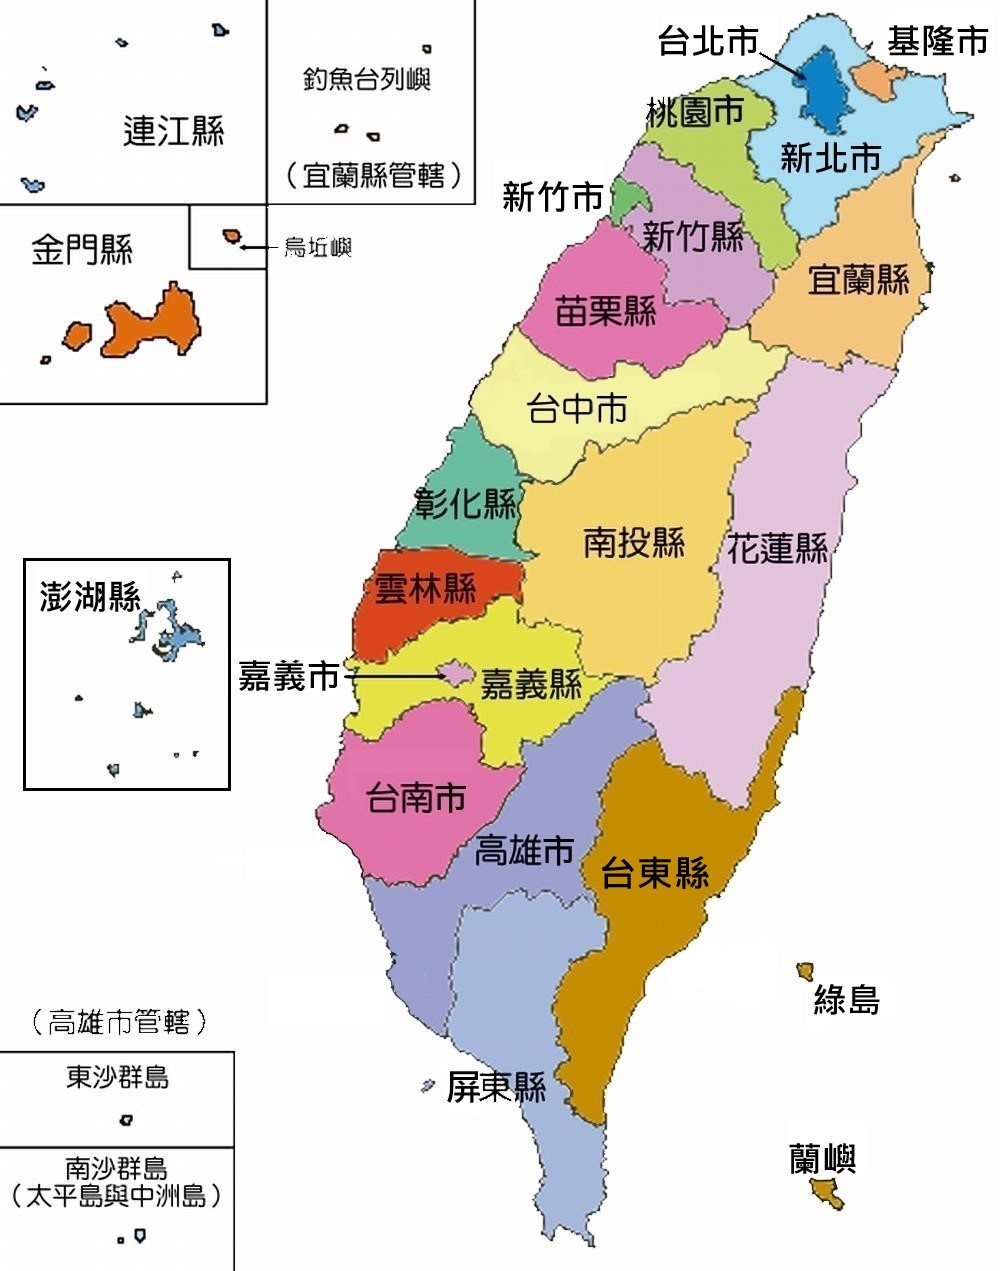 台北市
基隆市
釣魚台列嶼
桃園市
連江縣
新北市
(宜蘭縣管轄)
新竹市
新竹縣
金門縣
烏坵嶼
宜蘭縣
苗栗縣
台中市
彰化縣
南投縣
花蓮縣
雲林縣
澎湖縣
嘉義市
嘉義縣
台南市
高雄市
台東縣
綠島
(高雄市管轄)
東沙群島
屏東縣
蘭嶼
南沙群島
(太平島與中洲島)